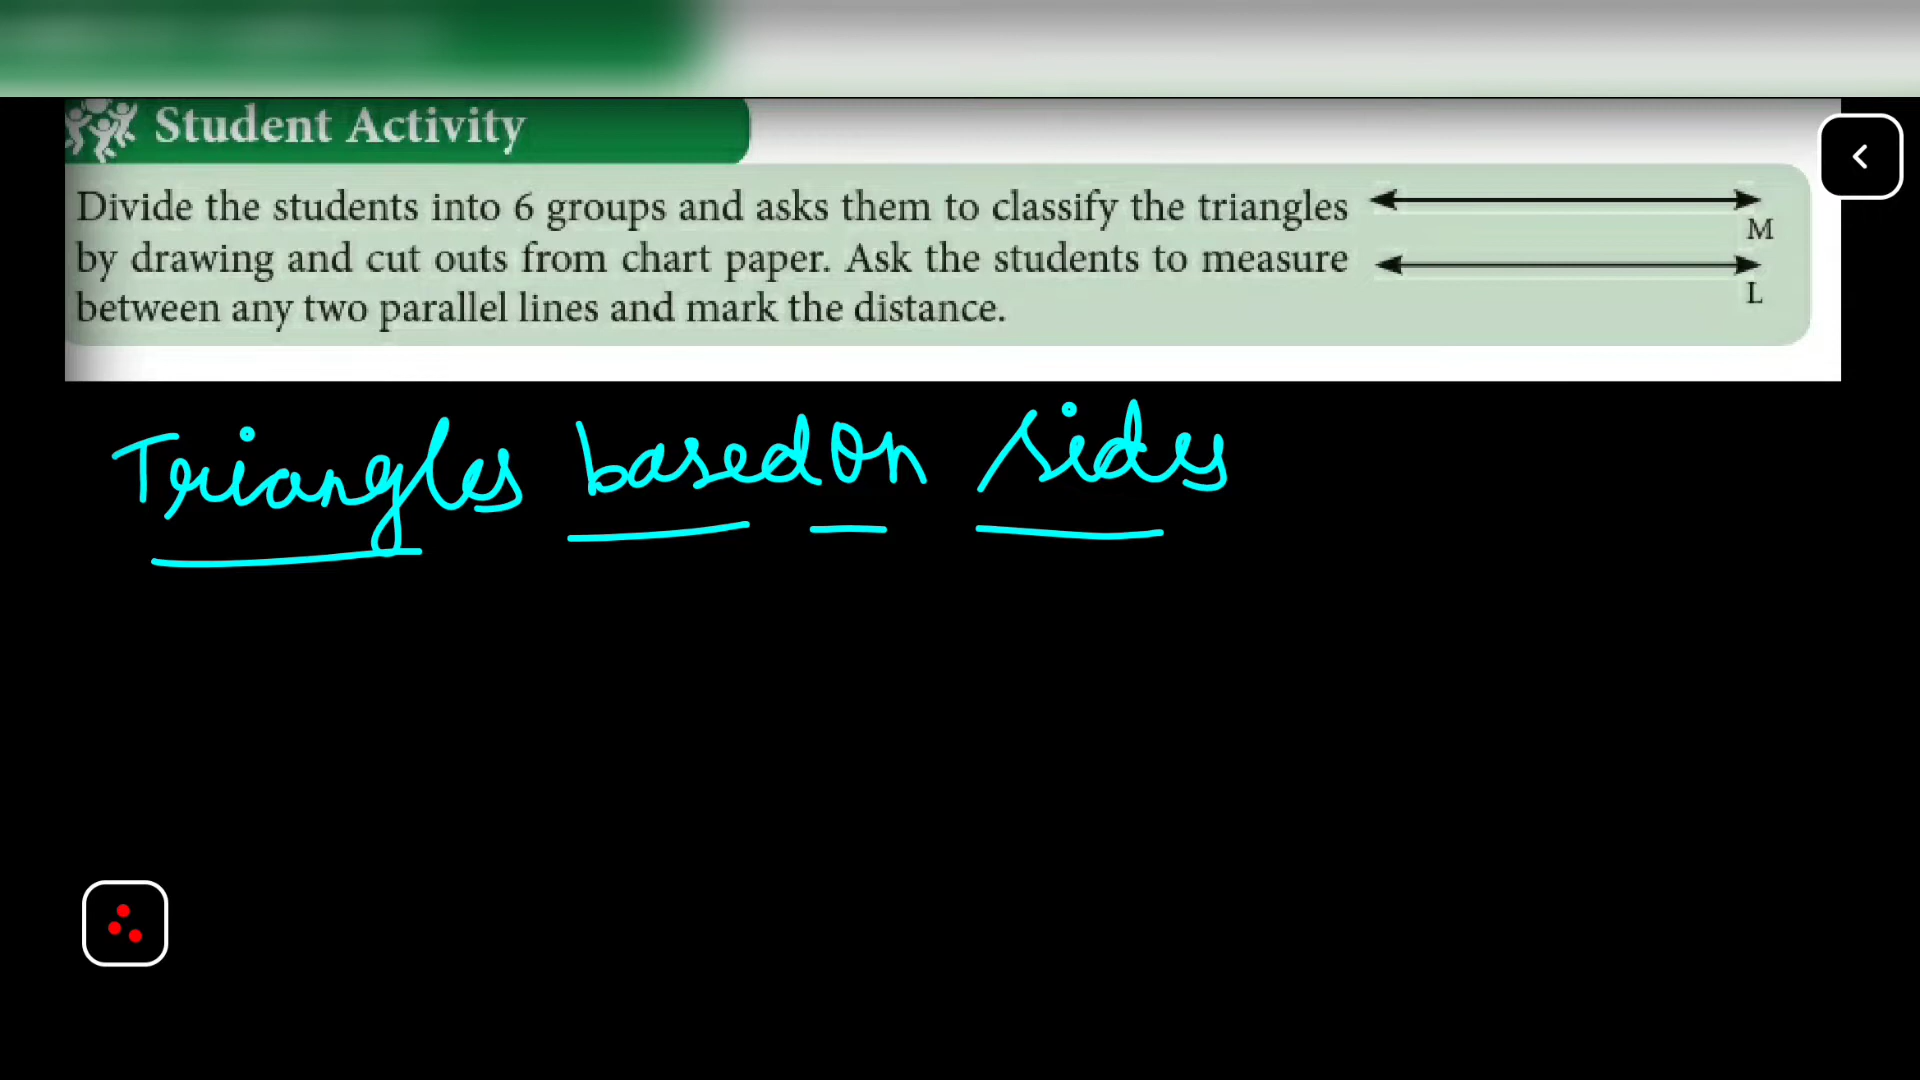 Student Activity
Divide the students into 6 groups and asks them to classify the triangles
by drawing and cut outs from chart paper. Ask the students to measure
between any two parallel lines and mark the distance.
M
L
Triangles based on sides